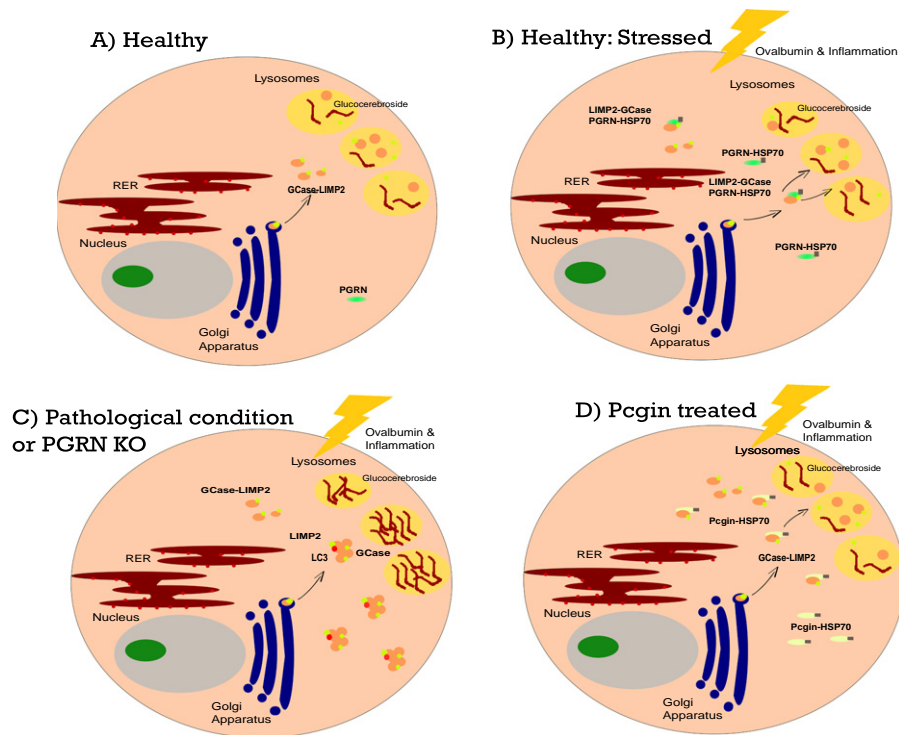 A) Healthy
Lysosomes
Glucocerebroside
RER
GCase-LIMP2
Nucleus
PGRN
Golgi
Apparatus
B) Healthy: Stressed
Ovalbumin & Inflammation
Lysosomes
LIMP2-GCase
PGRN-HSP70
Glucocerebroside
PGRN-HSP70
RER
LIMP2-GCase
PGRN-HSP70
Nucleus
PGRN-HSP70
Golgi
Apparatus
C) Pathological condition
or PGRN KO
Ovalbumin &
Inflammation
Lysosomes
Glucocerebroside
GCase-LIMP2
LIMP2
LC3
GCase
RER
Nucleus
Golgi
Apparatus
D) Pcgin treated
Ovalbumin &
Inflammation
Lysosomes
Glucocerebroside
Pcgin-HSP70
RER
GCase-LIMP2
Nucleus
Pcgin-HSP70
Golgi
Apparatus